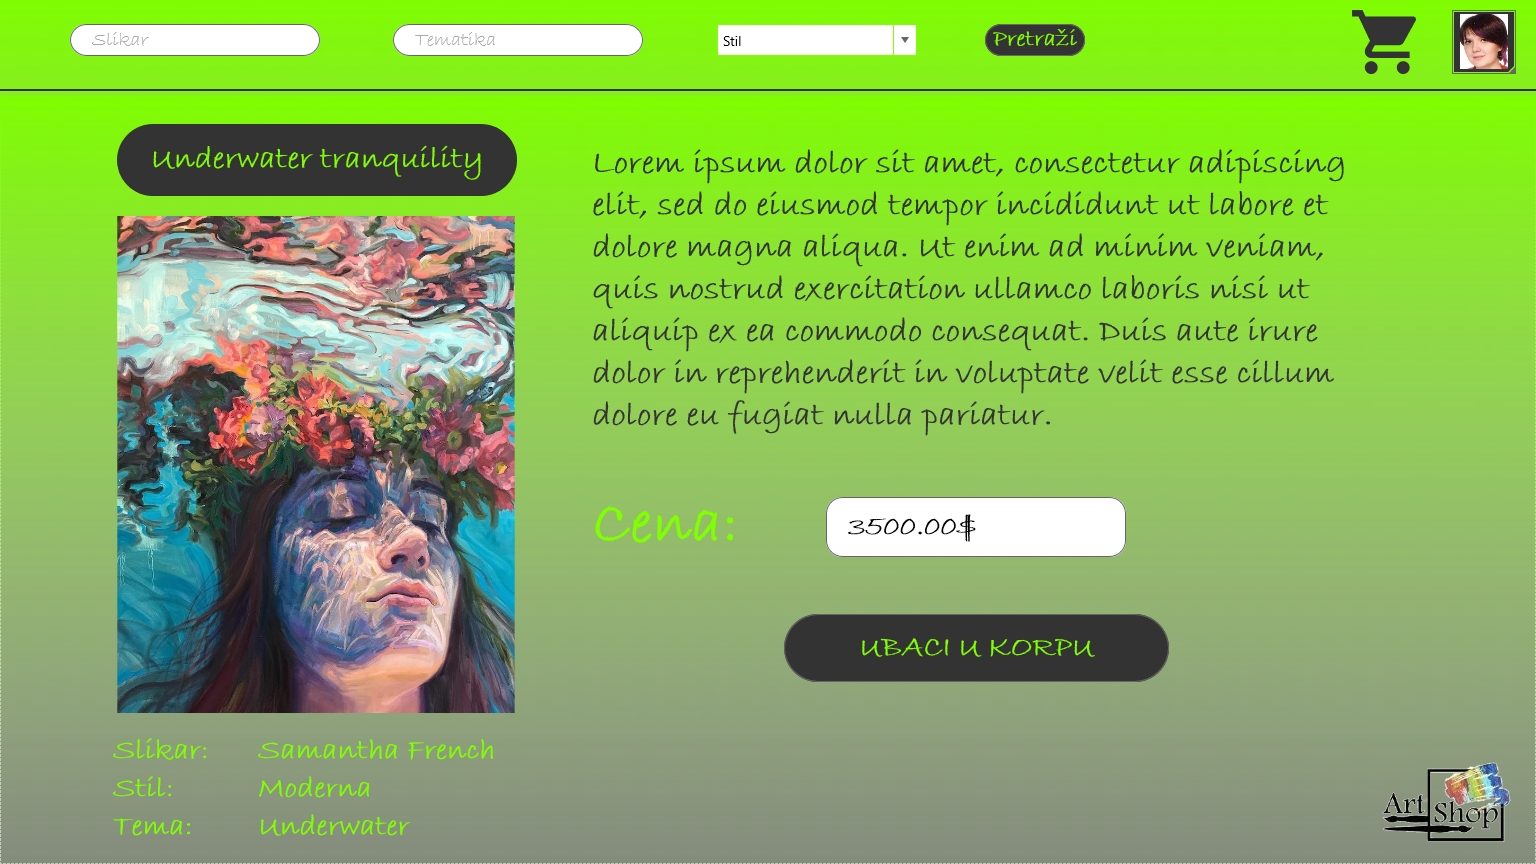 Slikar
Tematika
Stil
Pretraži
Underwater tranquility
Lorem ipsum dolor sit amet, consectetur adipiscing
elit, sed do eiusmod tempor incididunt ut labore et
dolore magna aliqua. Ut enim ad minim veniam,
quis nostrud exercitation ullamco laboris nisi ut
aliquip ex ea commodo consequat. Duis aute irure
dolor in reprehenderit in voluptate velit esse cillum
dolore eu fugiat nulla pariatur.
Cena:
3500.00$
UBACI U KORPU
Slikar: Samantha French
Stil: Moderna
Tema: Underwater
Art Shop